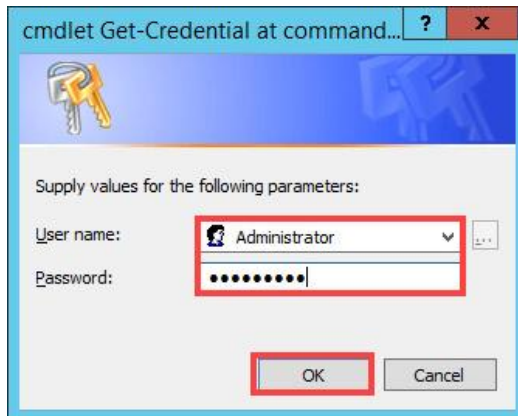 cmdlet Get-Credential at command... ? x
Supply values for the following parameters:
User name: Administrator ...
Password: •••••••••
OK Cancel